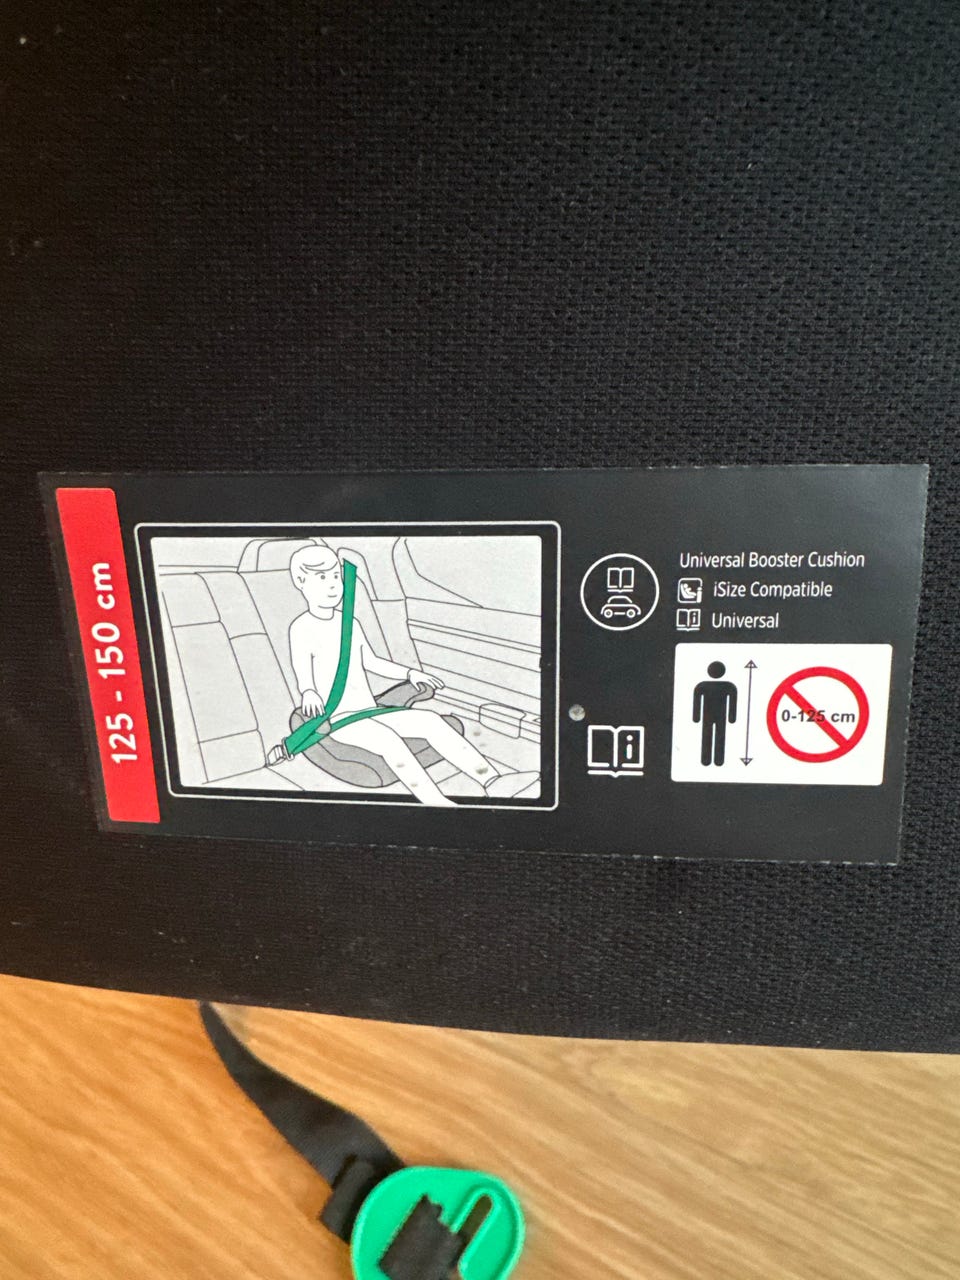 125 - 150 cm
Universal Booster Cushion
iSize Compatible
Universal
0-125 cm